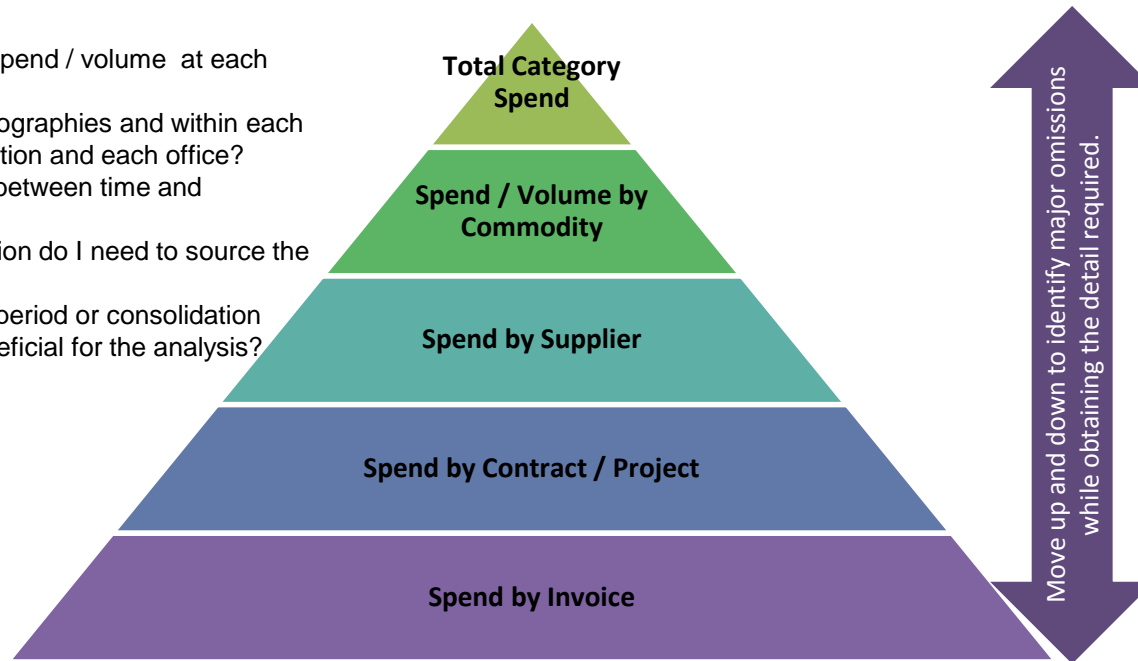 pend / volume at each
ographies and within each
tion and each office?
between time and
ion do I need to source the
period or consolidation
eficial for the analysis?
Total Category
Spend
Spend / Volume by
Commodity
Spend by Supplier
Spend by Contract / Project
Spend by Invoice
Move up and down to identify major omissions
while obtaining the detail required.